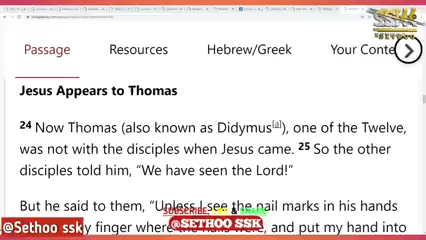 Passage Resources Hebrew/Greek Your Conte
Jesus Appears to Thomas
24 Now Thomas (also known as Didymus[a]), one of the Twelve,
was not with the disciples when Jesus came. 25 So the other
disciples told him, “We have seen the Lord!”
But he said to them, “Unless I see the nail marks in his hands
y finger where the nails were, and put my hand into
SUBSCRIBE & SHARE
@SETHOO SSK
@Sethoo ssk